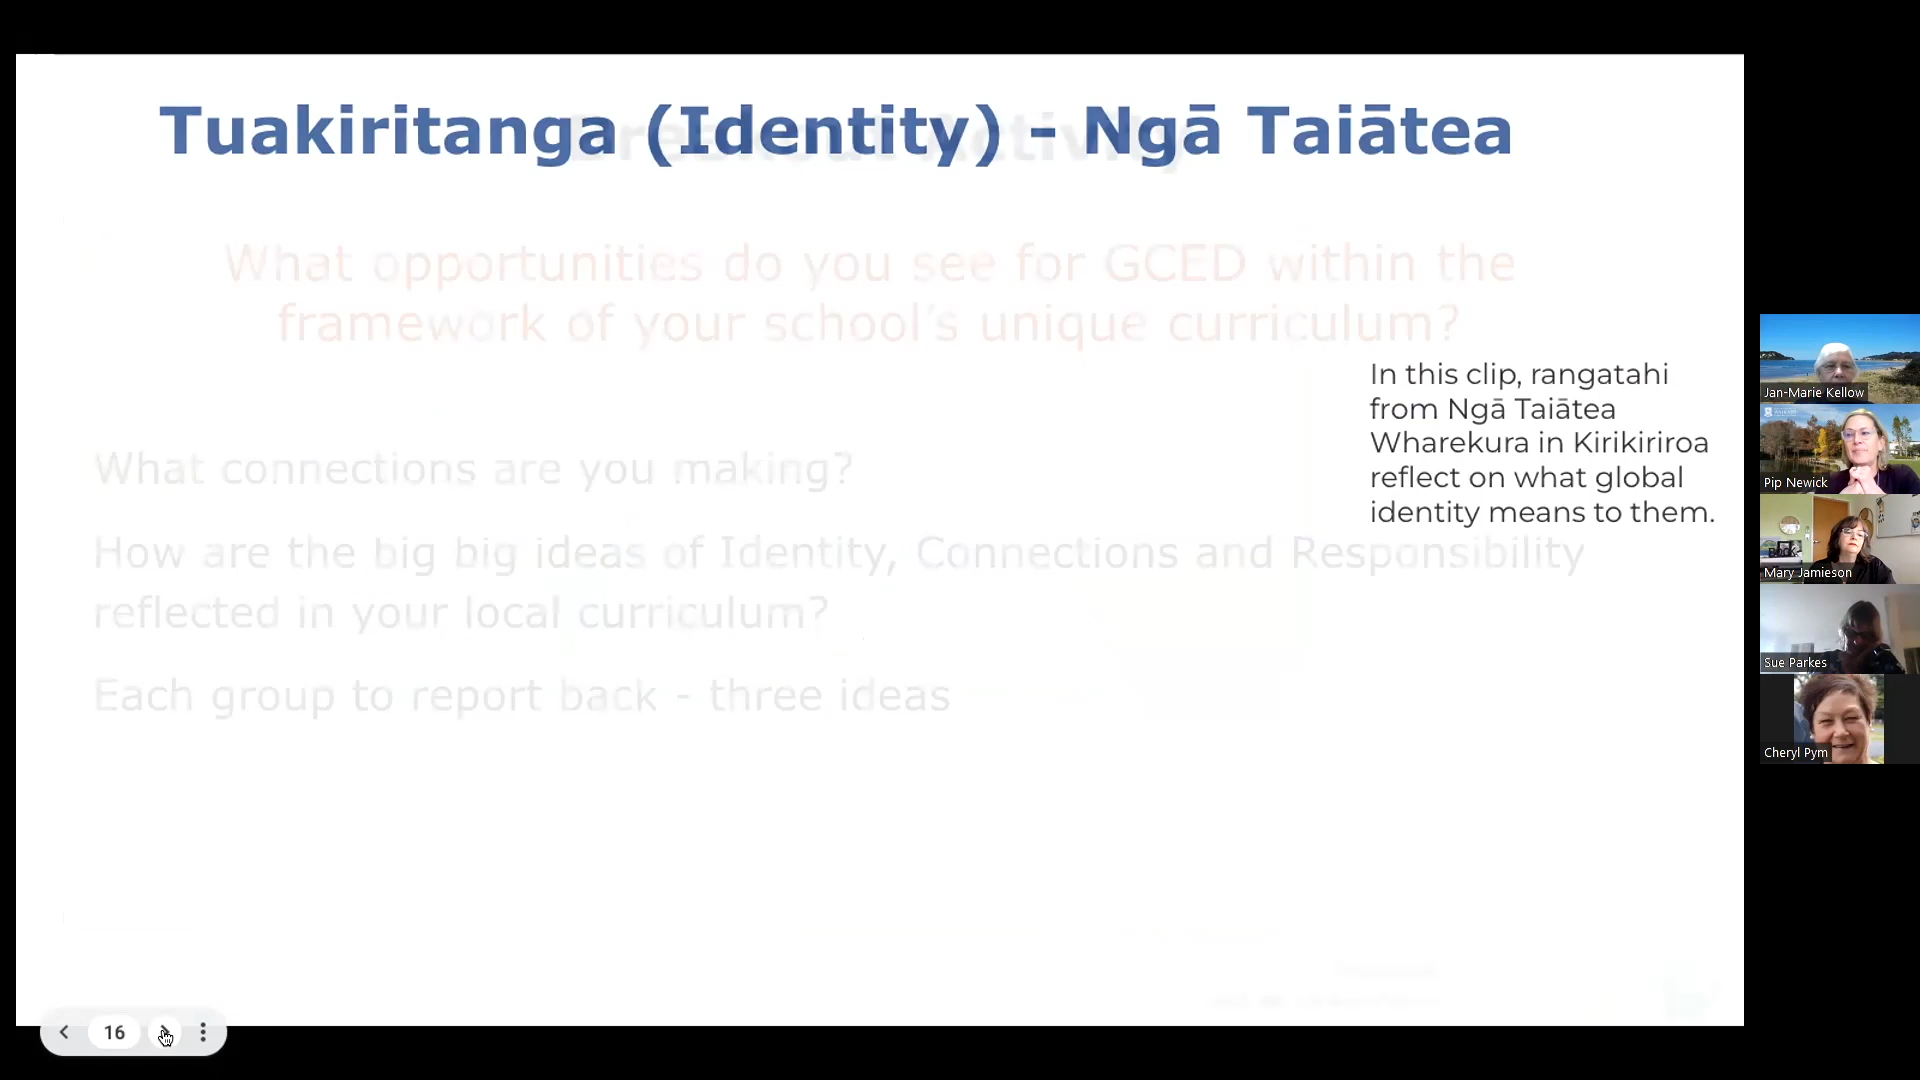 Tuakiritanga (Identity) - Ngā Taiātea
Breakout Activity
What opportunities do you see for GCED within the
framework of your school's unique curriculum?
In this clip, rangatahi
from Ngā Taiātea
Wharekura in Kirikiriroa
reflect on what global
identity means to them.
What connections are you making?
How are the big big ideas of Identity, Connections and Responsibility
reflected in your local curriculum?
Each group to report back - three ideas
16
Jan-Marie Kellow
Pip Newick
Mary Jamieson
Sue Parkes
Cheryl Pym